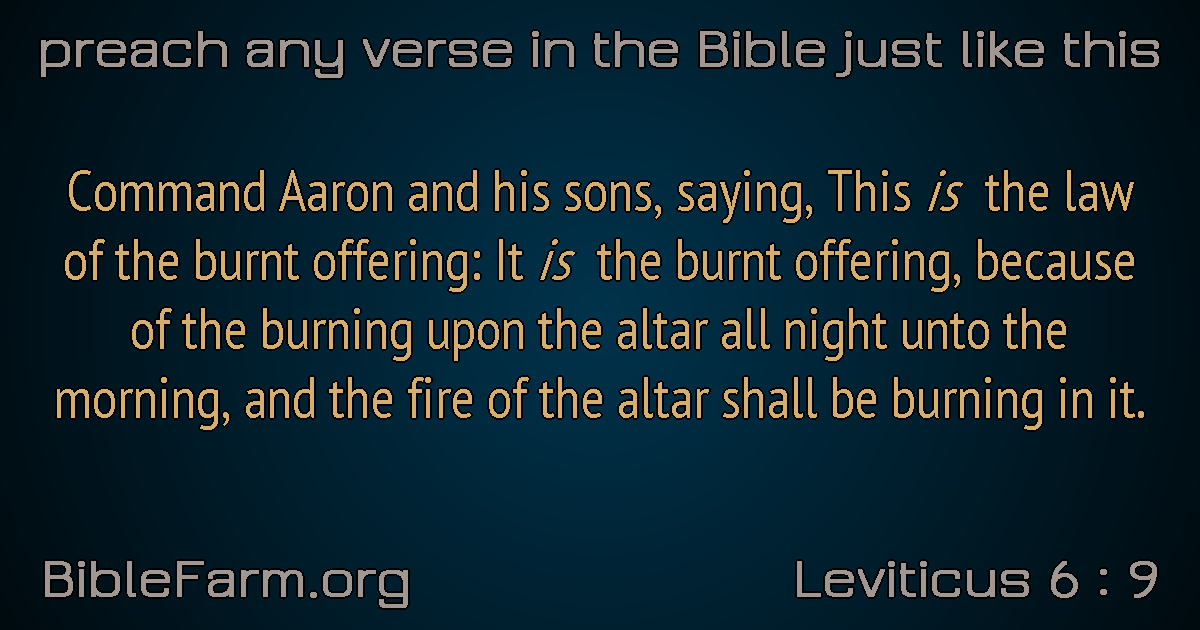 preach any verse in the Bible just like this
Command Aaron and his sons, saying, This is the law
of the burnt offering: It is the burnt offering, because
of the burning upon the altar all night unto the
morning, and the fire of the altar shall be burning in it.
BibleFarm.org
Leviticus 6 : 9